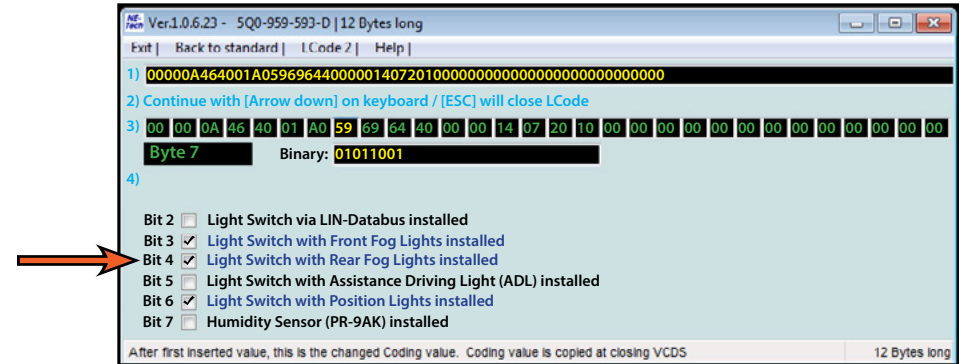 NE-Tech Ver.1.0.6.23 - 5Q0-959-593-D | 12 Bytes long
Exit | Back to standard | LCode 2 | Help |
1) 00000A464001A0596964400000140720100000000000000000000000000000
2) Continue with [Arrow down] on keyboard / [ESC] will close LCode
3) 00 00 0A 46 40 01 A0 59 69 64 40 00 00 14 07 20 10 00 00 00 00 00 00 00 00 00 00 00 00 00
Byte 7 Binary: 01011001
4)
Bit 2 Light Switch via LIN-Databus installed
Bit 3 Light Switch with Front Fog Lights installed
Bit 4 Light Switch with Rear Fog Lights installed
Bit 5 Light Switch with Assistance Driving Light (ADL) installed
Bit 6 Light Switch with Position Lights installed
Bit 7 Humidity Sensor (PR-9AK) installed
After first inserted value, this is the changed Coding value. Coding value is copied at closing VCDS 12 Bytes long